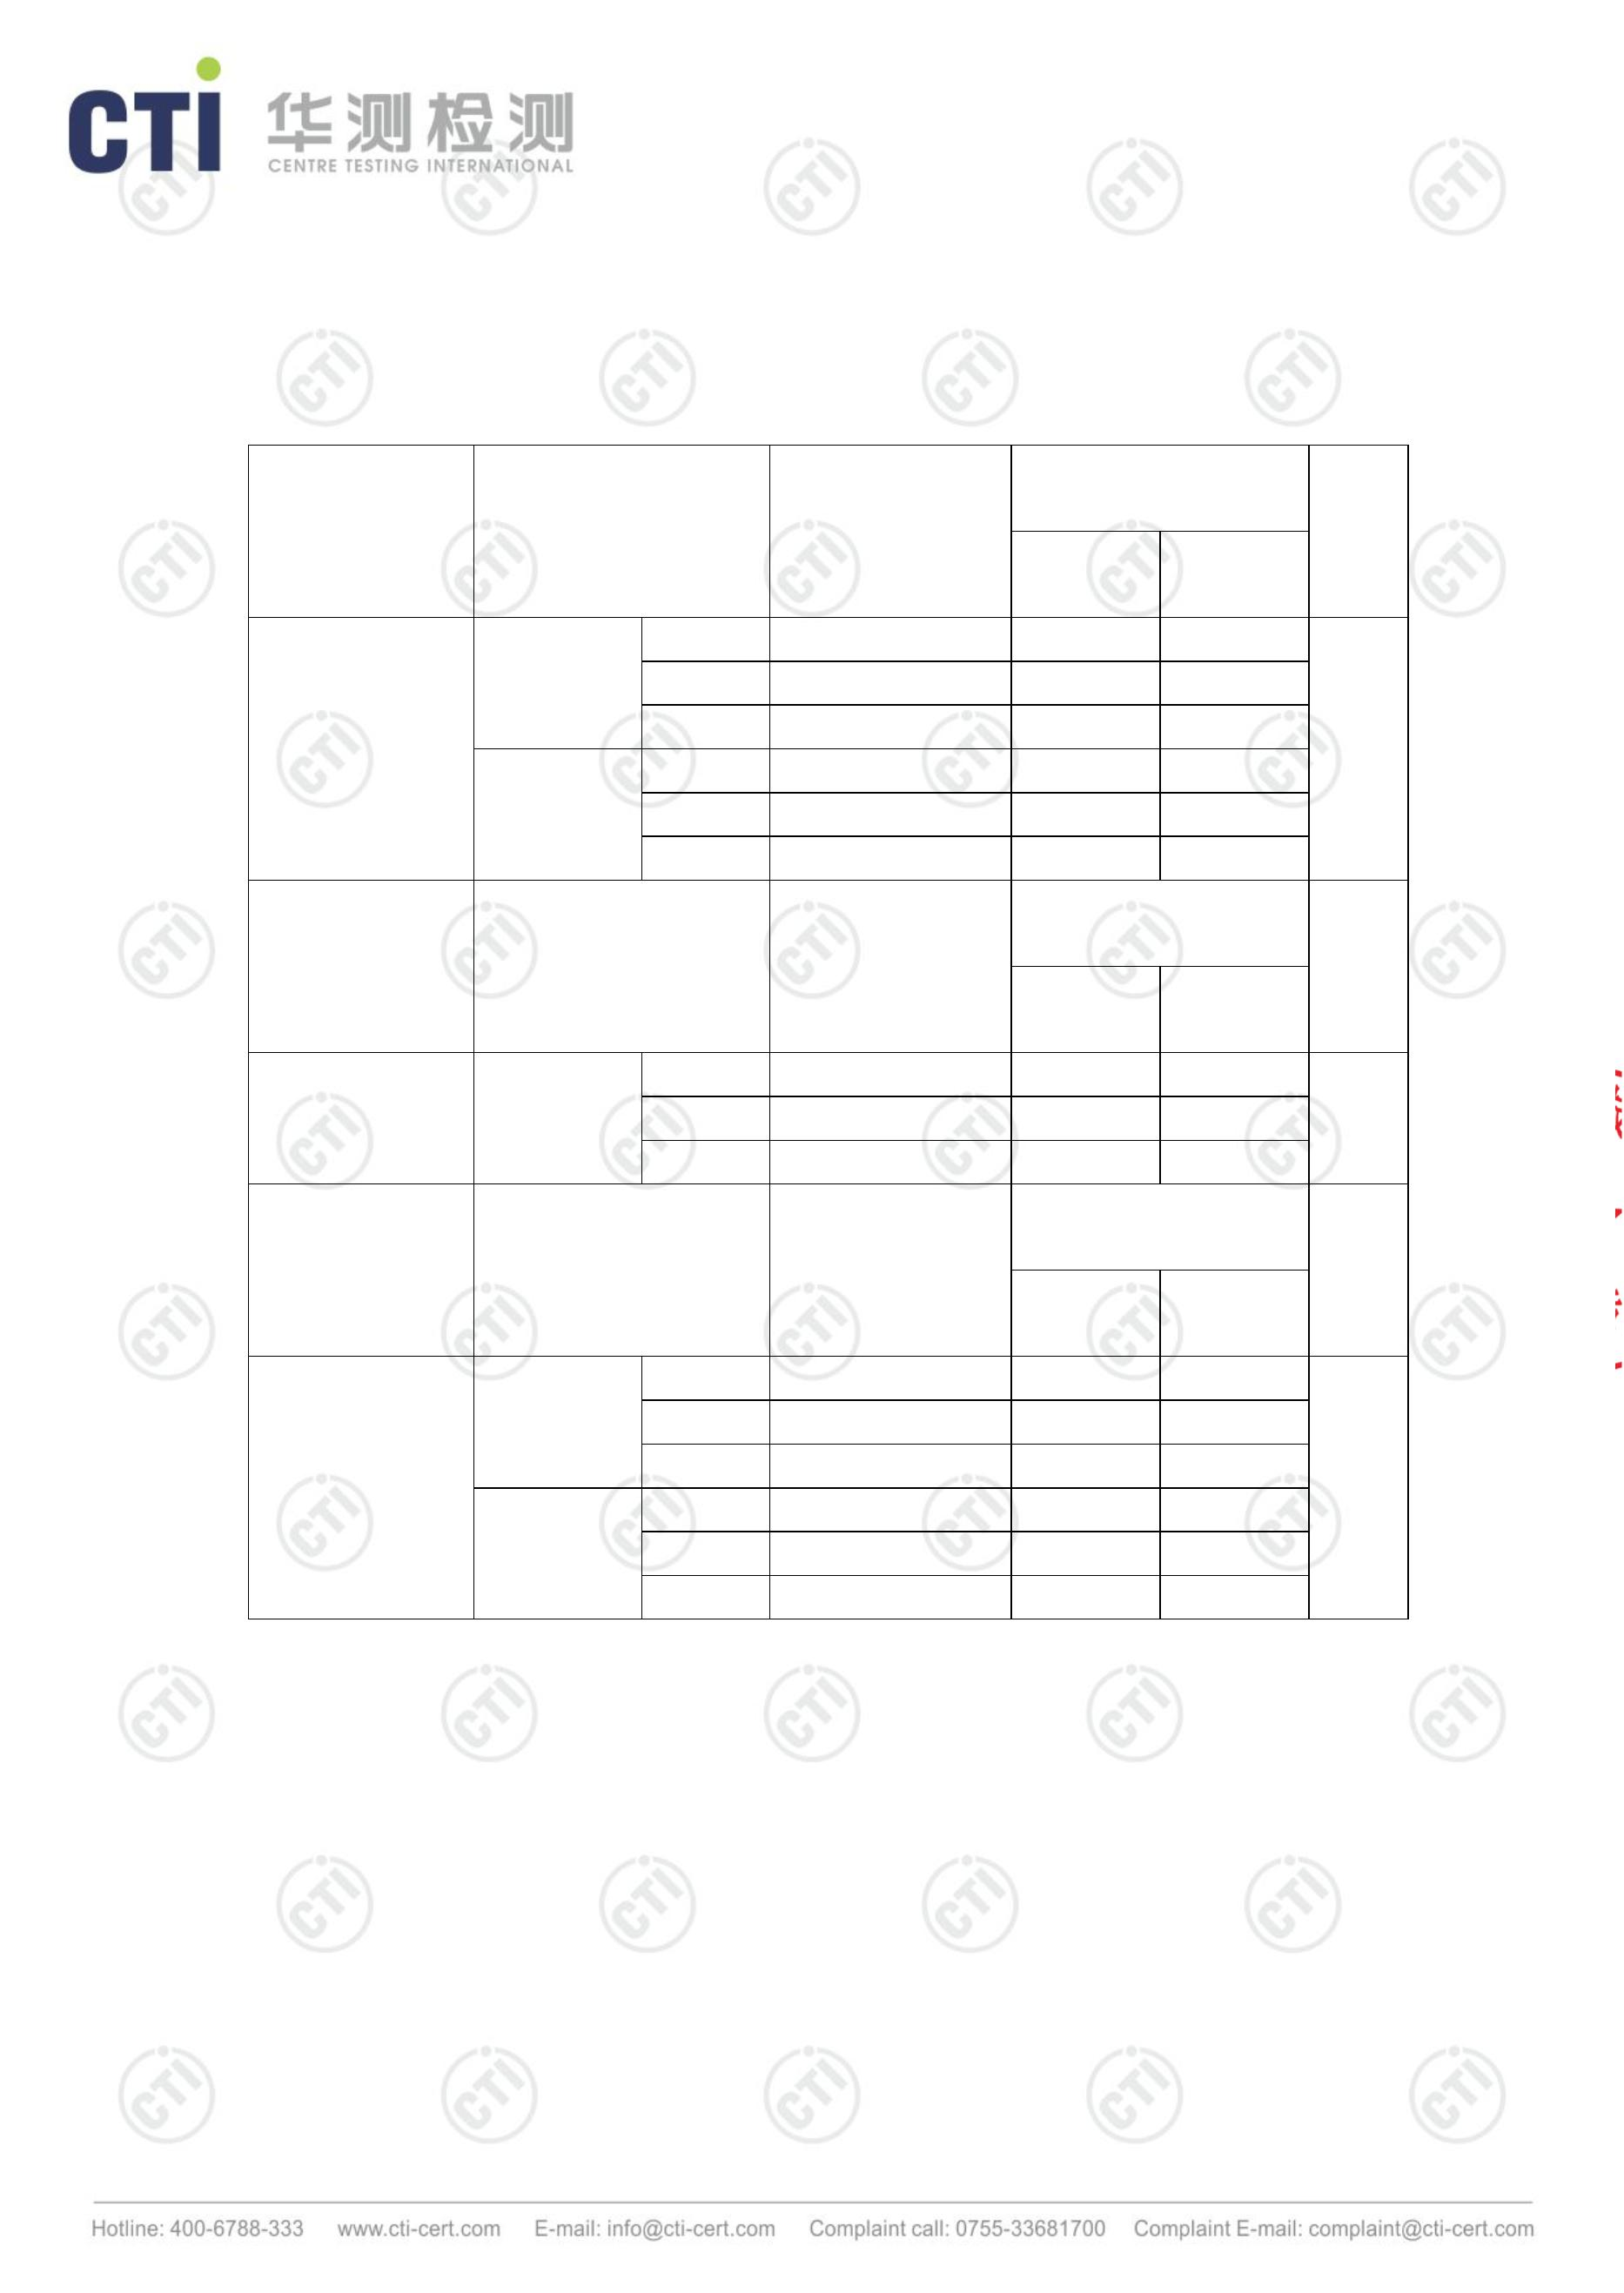 CTI 华测检测
CENTRE TESTING INTERNATIONAL
Hotline: 400-6788-333 www.cti-cert.com E-mail: info@cti-cert.com Complaint call: 0755-33681700 Complaint E-mail: complaint@cti-cert.com